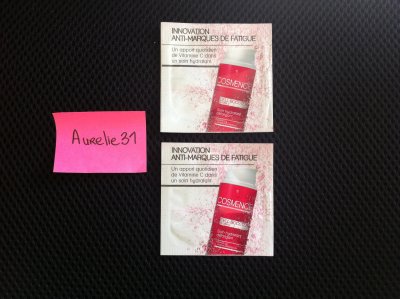 Aurelie31
INNOVATION
ANTI-MARQUES DE FATIGUE
Un apport quotidien
de Vitamine C dans
un soin hydratant
COSMENCE
INNOVATION
ANTI-MARQUES DE FATIGUE
Un apport quotidien
de Vitamine C dans
un soin hydratant
COSMENCE